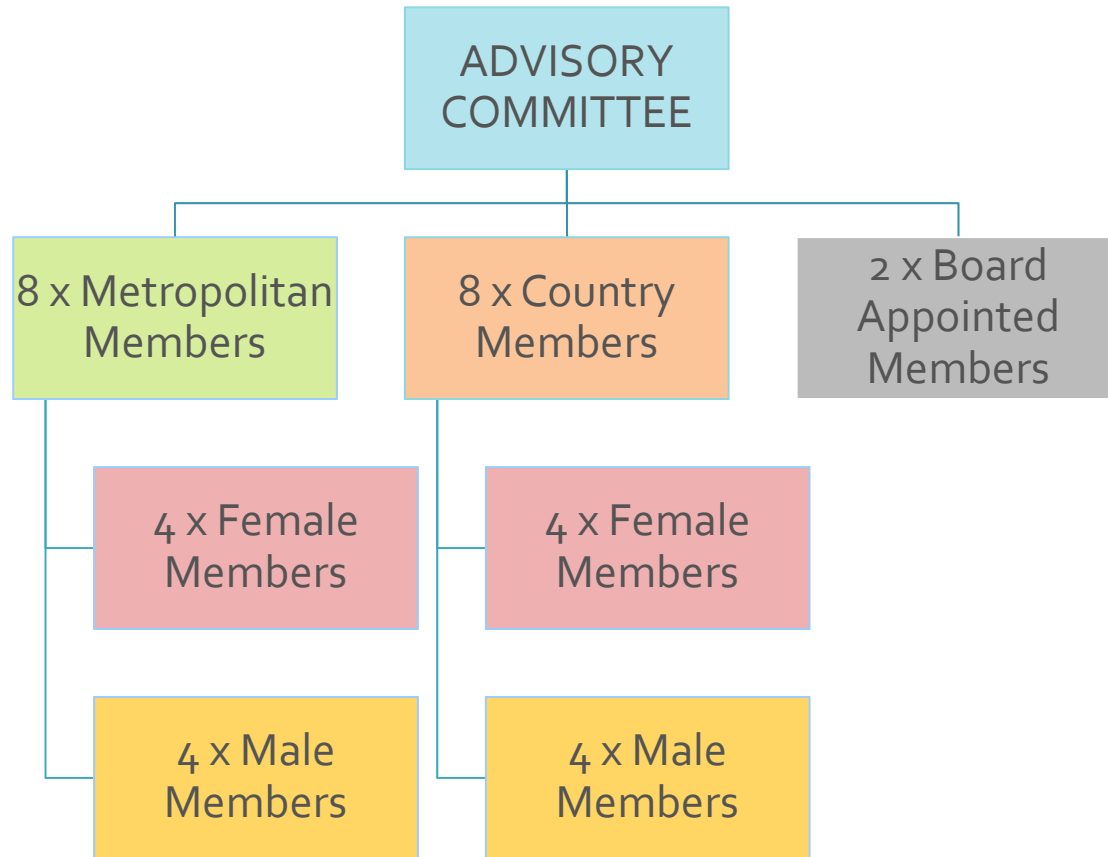 ADVISORY
COMMITTEE
8 x Metropolitan
Members
8 x Country
Members
2 x Board
Appointed
Members
4 x Female
Members
4 x Female
Members
4 x Male
Members
4 x Male
Members